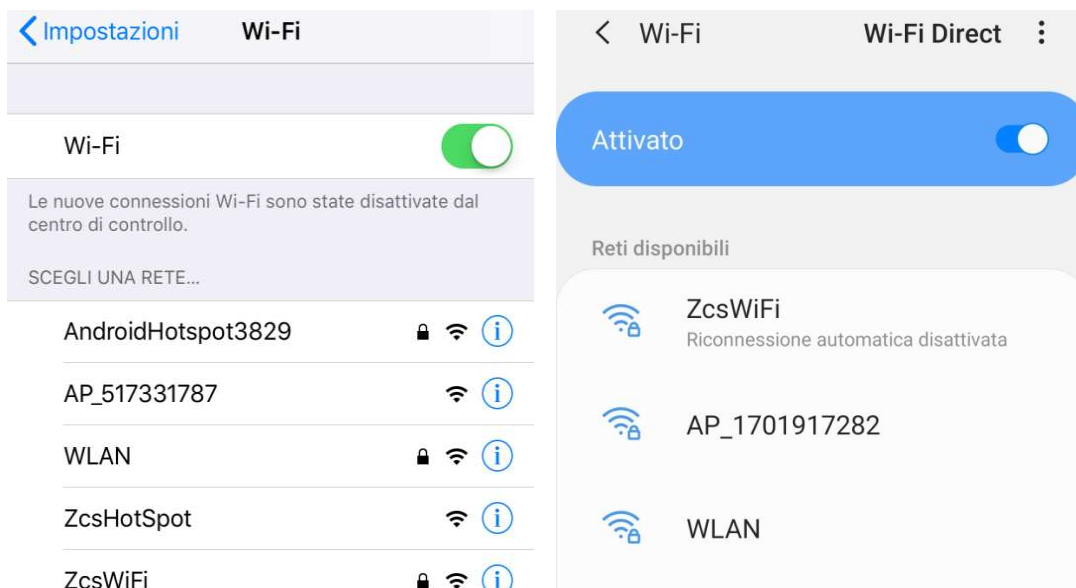 Impostazioni Wi-Fi
Wi-Fi
Le nuove connessioni Wi-Fi sono state disattivate dal
centro di controllo.
SCEGLI UNA RETE...
AndroidHotspot3829
AP_517331787
WLAN
ZcsHotSpot
ZcsWiFi
Wi-Fi Wi-Fi Direct
Attivato
Reti disponibili
ZcsWiFi
Riconnessione automatica disattivata
AP_1701917282
WLAN